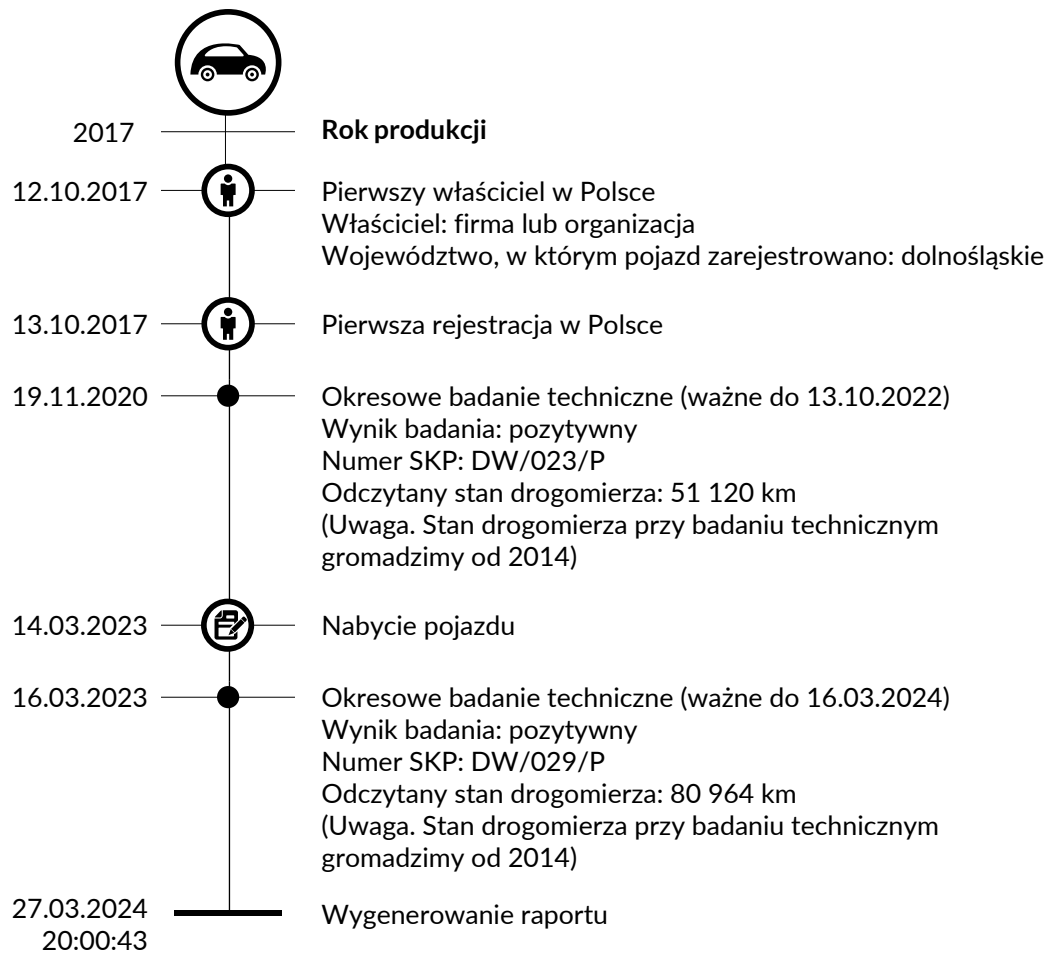 2017
Rok produkcji
12.10.2017
Pierwszy właściciel w Polsce
Właściciel: firma lub organizacja
Województwo, w którym pojazd zarejestrowano: dolnośląskie
13.10.2017
Pierwsza rejestracja w Polsce
19.11.2020
Okresowe badanie techniczne (ważne do 13.10.2022)
Wynik badania: pozytywny
Numer SKP: DW/023/P
Odczytany stan drogomierza: 51 120 km
(Uwaga. Stan drogomierza przy badaniu technicznym
gromadzimy od 2014)
14.03.2023
Nabycie pojazdu
16.03.2023
Okresowe badanie techniczne (ważne do 16.03.2024)
Wynik badania: pozytywny
Numer SKP: DW/029/P
Odczytany stan drogomierza: 80 964 km
(Uwaga. Stan drogomierza przy badaniu technicznym
gromadzimy od 2014)
27.03.2024
20:00:43
Wygenerowanie raportu